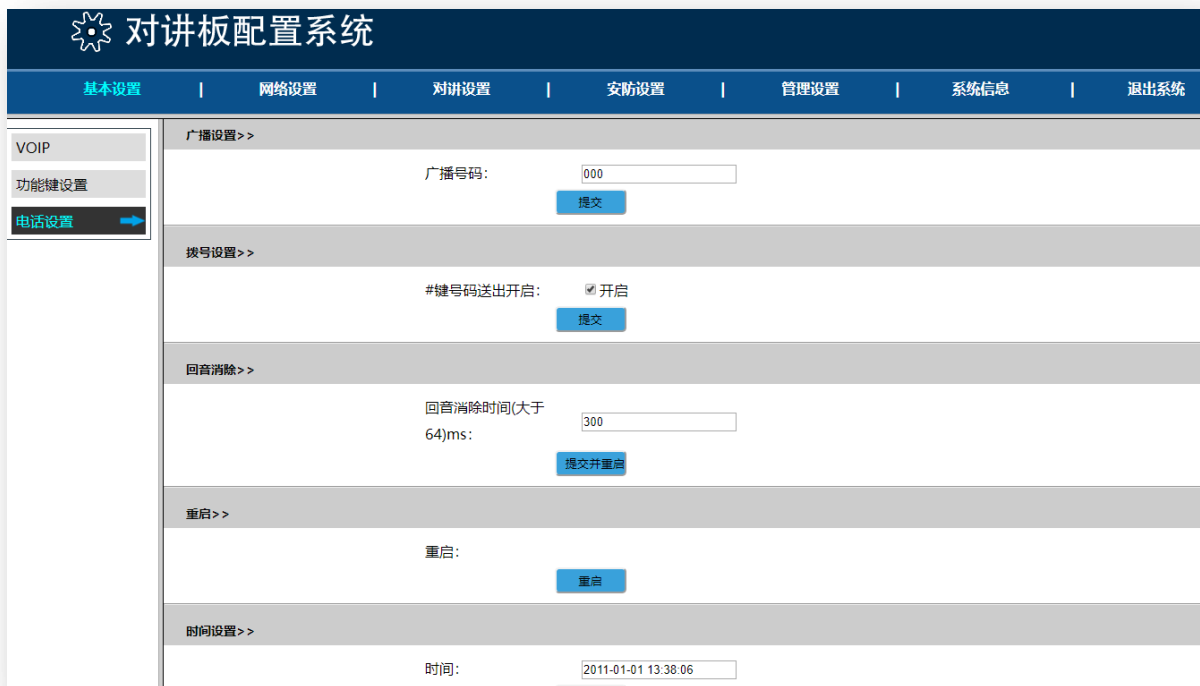 对讲板配置系统
基本设置 | 网络设置 | 对讲设置 | 安防设置 | 管理设置 | 系统信息 | 退出系统
VOIP
功能键设置
电话设置
广播设置>>
广播号码： 000
提交
拨号设置>>
#键号码送出开启： 开启
提交
回音消除>>
回音消除时间(大于
64)ms： 300
提交并重启
重启>>
重启：
重启
时间设置>>
时间： 2011-01-01 13:38:06